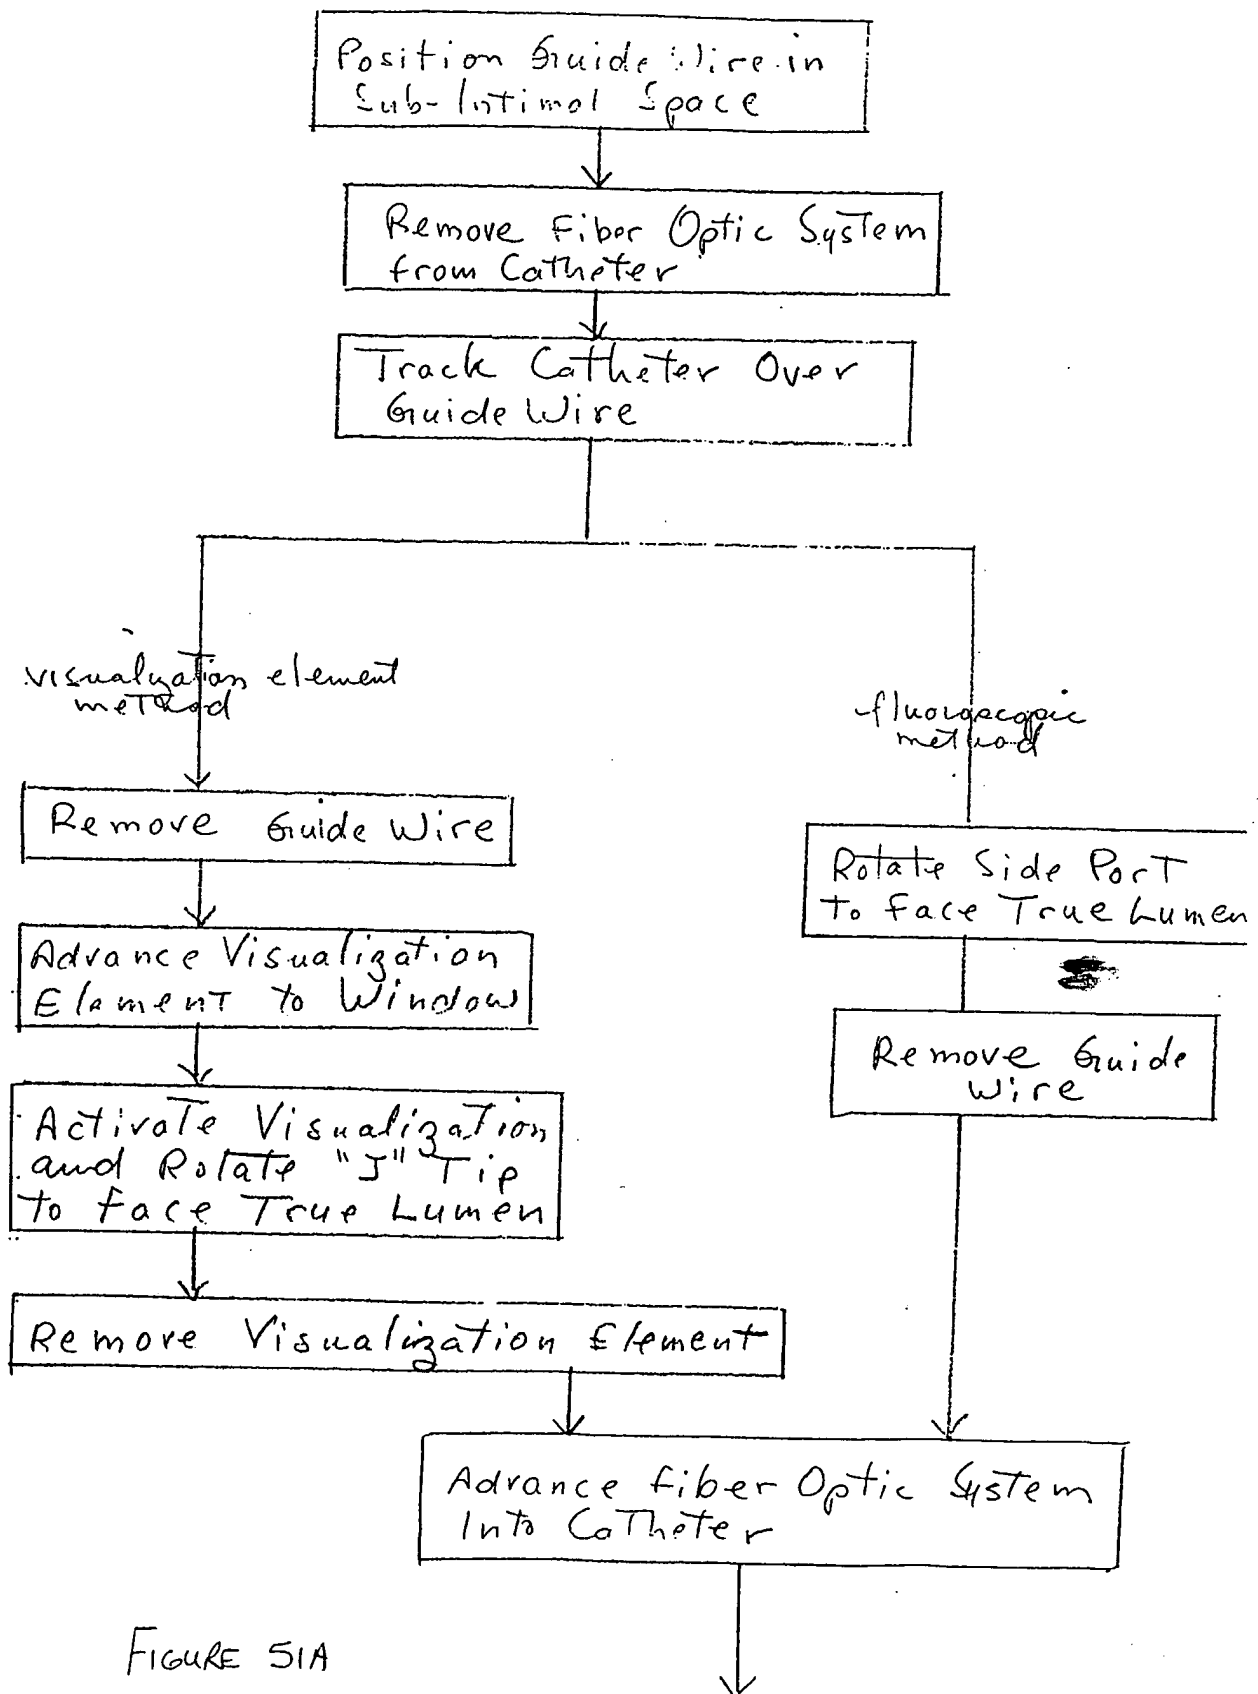 Position Guide Wire in
Sub-Intimal Space
Remove Fiber Optic System
from Catheter
Track Catheter Over
Guide Wire
visualization element
method
fluoroscopic
method
Remove Guide Wire
Rotate Side Port
to Face True Lumen
Advance Visualization
Element to Window
Remove Guide
Wire
Activate Visualization
and Rotate "J" Tip
to Face True Lumen
Remove Visualization Element
Advance Fiber Optic System
Into Catheter
FIGURE 51A